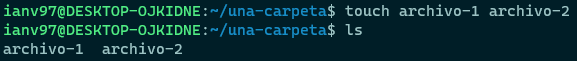 ianv97@DESKTOP-OJKIDNE:~/una-carpeta$ touch archivo-1 archivo-2
ianv97@DESKTOP-OJKIDNE:~/una-carpeta$ ls
archivo-1  archivo-2